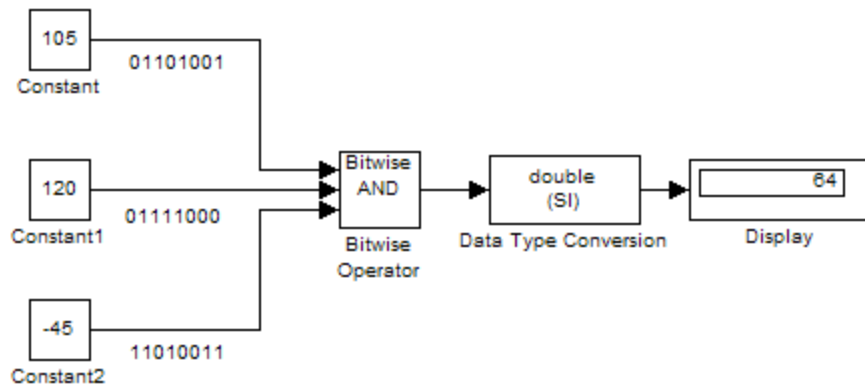 105
01101001
Constant
120
01111000
Constant1
-45
11010011
Constant2
Bitwise
AND
Bitwise
Operator
double
(SI)
Data Type Conversion
64
Display